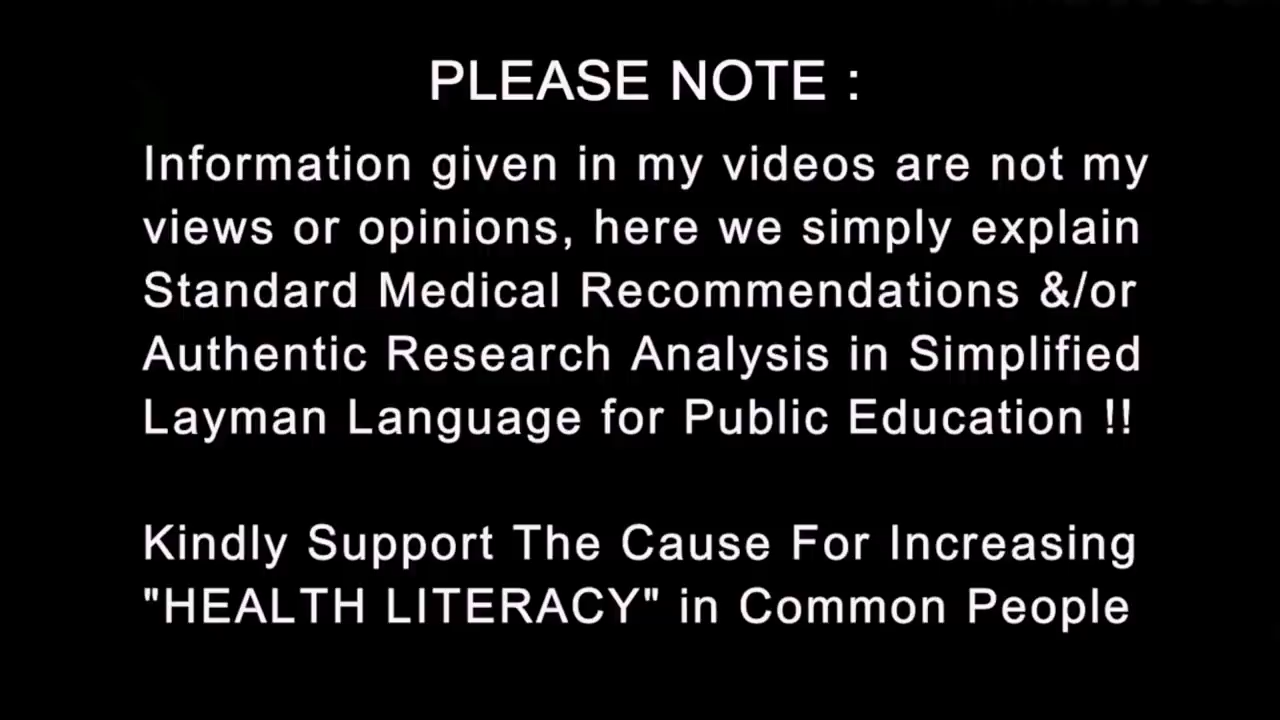 PLEASE NOTE :
Information given in my videos are not my
views or opinions, here we simply explain
Standard Medical Recommendations &/or
Authentic Research Analysis in Simplified
Layman Language for Public Education !!
Kindly Support The Cause For Increasing
"HEALTH LITERACY" in Common People